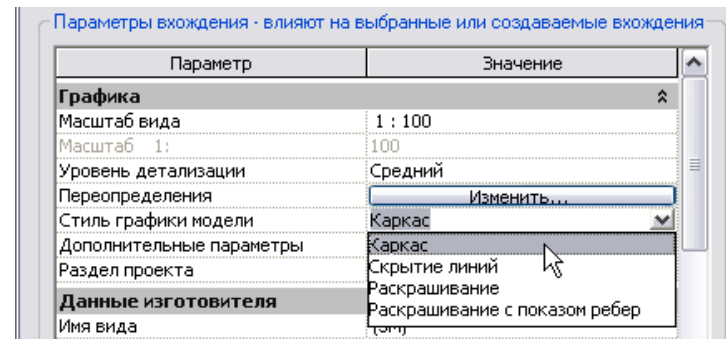 Параметры вхождения - влияют на выбранные или создаваемые вхождения
Параметр Значение
Графика
Масштаб вида 1 : 100
Масштаб 1: 100
Уровень детализации Средний
Переопределения Изменить...
Стиль графики модели Каркас
Дополнительные параметры Каркас
Раздел проекта Скрытие линий
Раскрашивание
Данные изготовителя
Раскрашивание с показом ребер
Имя вида